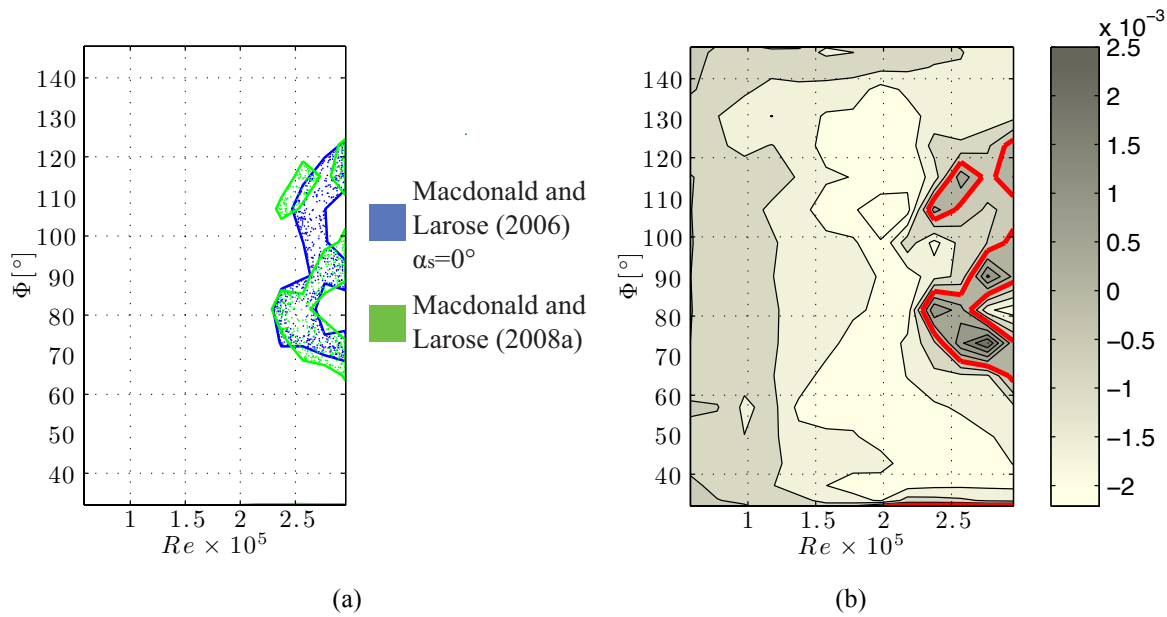 140
130
120
110
100
90
80
70
60
50
40
Φ[°]
1 1.5 2 2.5
Re × 10⁵
Macdonald and
Larose (2006)
αs=0°
Macdonald and
Larose (2008a)
(a)
140
130
120
110
100
90
80
70
60
50
40
Φ[°]
1 1.5 2 2.5
Re × 10⁵
x 10⁻³
2.5
2
1.5
1
0.5
0
−0.5
−1
−1.5
−2
(b)